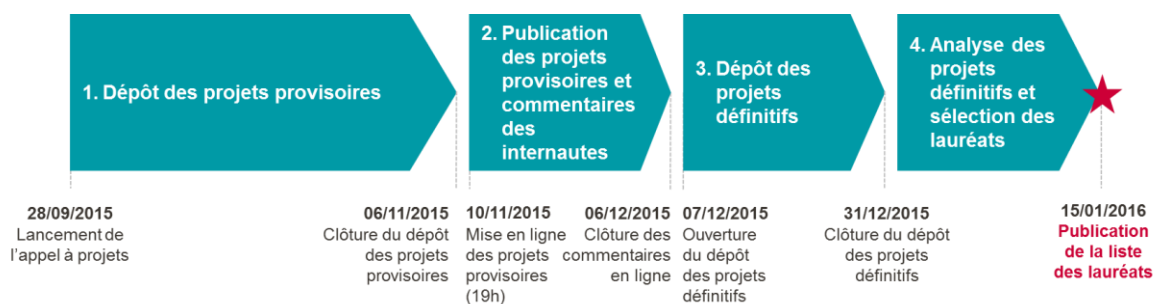 1. Dépôt des projets provisoires
2. Publication
des projets
provisoires et
commentaires
des
internautes
3. Dépôt des
projets
définitifs
4. Analyse des
projets
définitifs et
sélection des
lauréats
28/09/2015
Lancement de
l'appel à projets
06/11/2015
Clôture du dépôt
des projets
provisoires
10/11/2015
Mise en ligne
des projets
provisoires
(19h)
06/12/2015
Clôture des
commentaires
en ligne
07/12/2015
Ouverture
du dépôt
des projets
définitifs
31/12/2015
Clôture du dépôt
des projets
définitifs
15/01/2016
Publication
de la liste
des lauréats